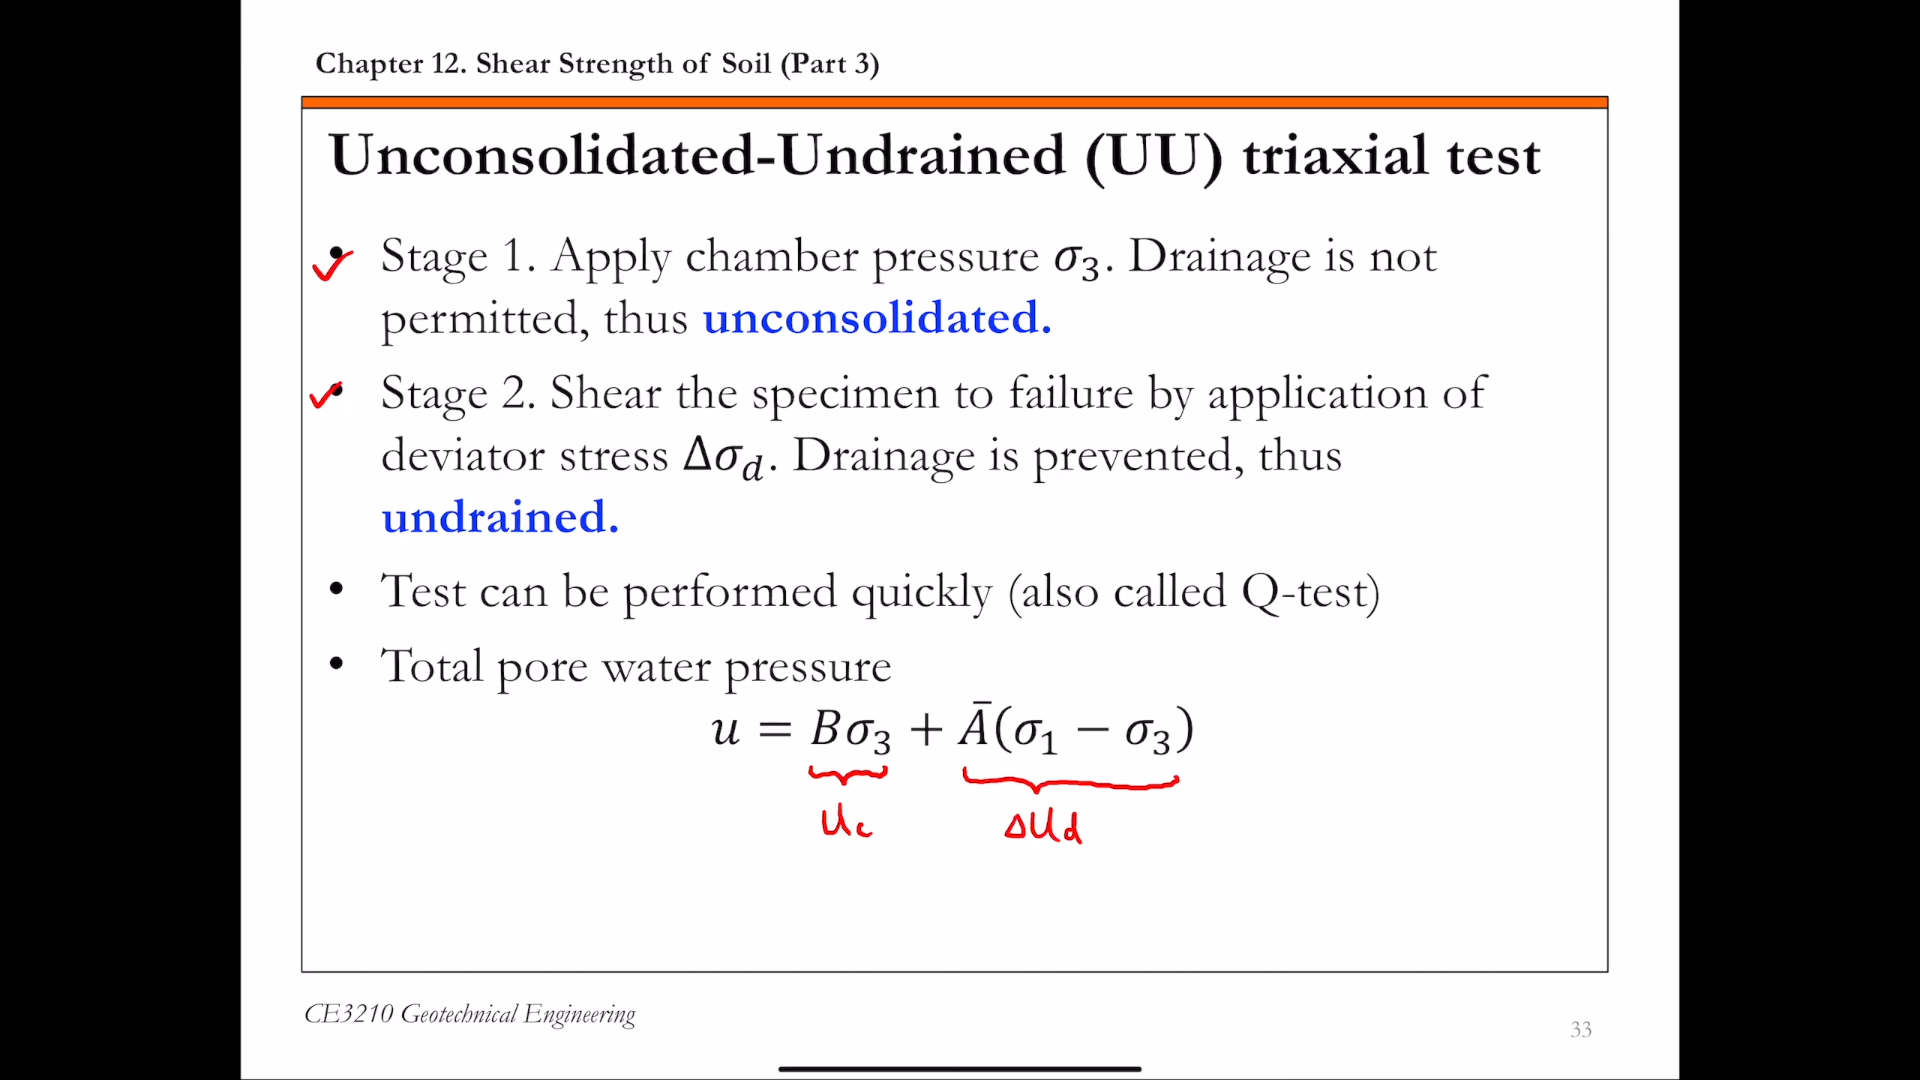 Chapter 12. Shear Strength of Soil (Part 3)
Unconsolidated-Undrained (UU) triaxial test
• Stage 1. Apply chamber pressure σ₃. Drainage is not
permitted, thus unconsolidated.
• Stage 2. Shear the specimen to failure by application of
deviator stress Δσ_d. Drainage is prevented, thus
undrained.
• Test can be performed quickly (also called Q-test)
• Total pore water pressure
u = Bσ₃ + Ā(σ₁ − σ₃)
u_c Δu_d
CE3210 Geotechnical Engineering
33